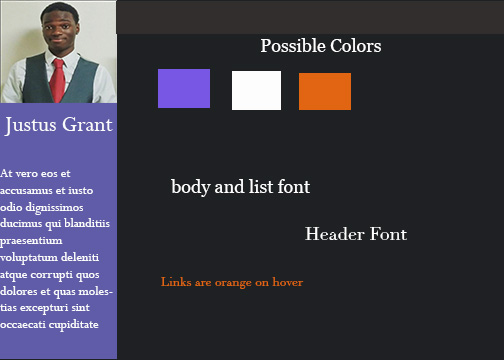 Possible Colors
Justus Grant
At vero eos et
accusamus et iusto
odio dignissimos
ducimus qui blanditiis
praesentium
voluptatum deleniti
atque corrupti quos
dolores et quas moles-
tias excepturi sint
occaecati cupiditate
body and list font
Header Font
Links are orange on hover